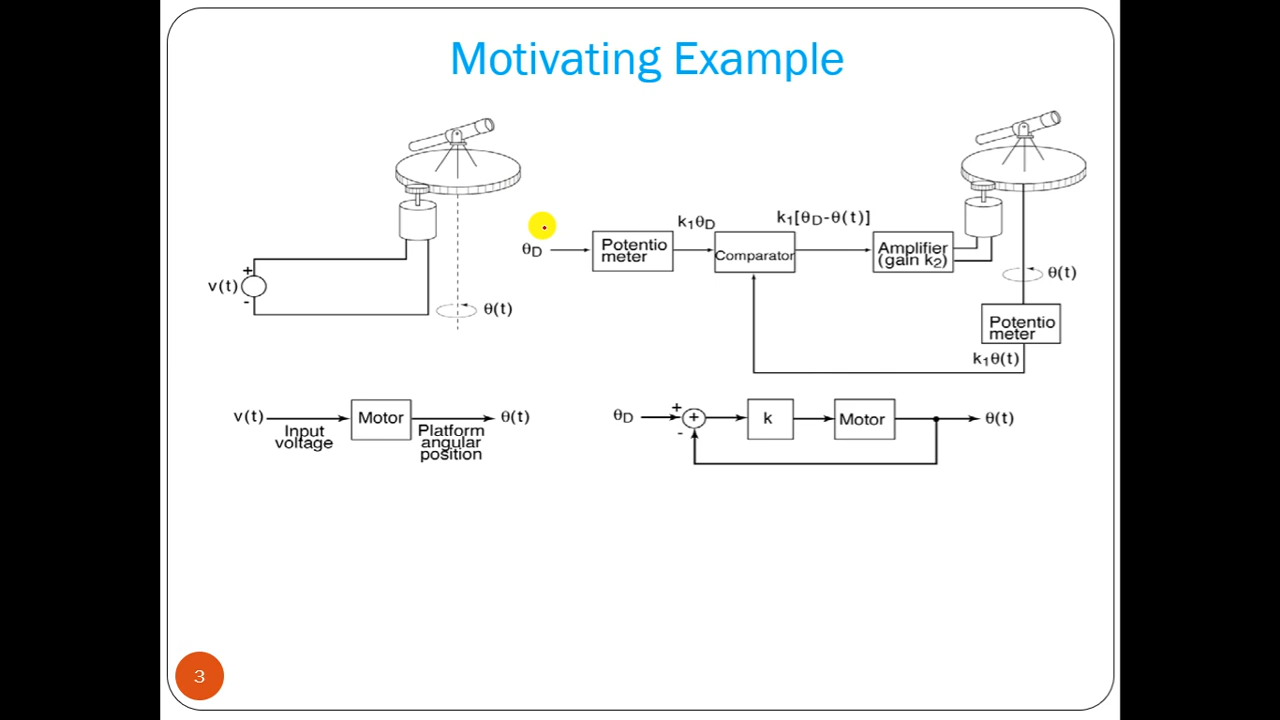 Motivating Example
+
v(t)
-
θ(t)
θD
Potentio
meter
k1θD
Comparator
k1[θD-θ(t)]
Amplifier
(gain k2)
θ(t)
Potentio
meter
k1θ(t)
v(t)
Input
voltage
Motor
Platform
angular
position
θ(t)
θD
+
+
-
k
Motor
θ(t)
3